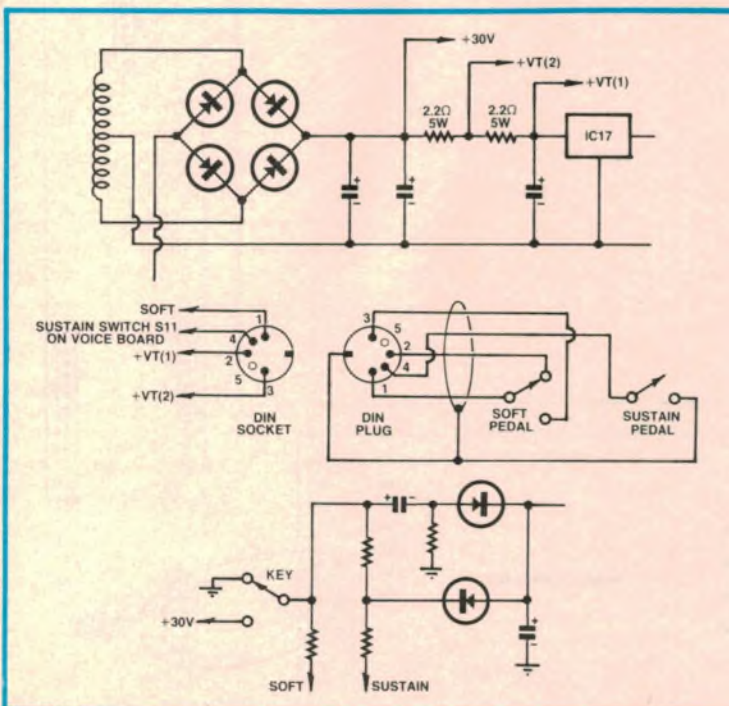 +30V
+VT(2)
+VT(1)
2.2Ω
5W
2.2Ω
5W
IC17
+
-
+
-
+
-
SOFT
SUSTAIN SWITCH S11
ON VOICE BOARD
+VT(1)
+VT(2)
1
4
2
5
3
DIN
SOCKET
3
5
2
4
1
DIN
PLUG
SOFT
PEDAL
SUSTAIN
PEDAL
+ -
KEY
+30V
+
-
SOFT
SUSTAIN